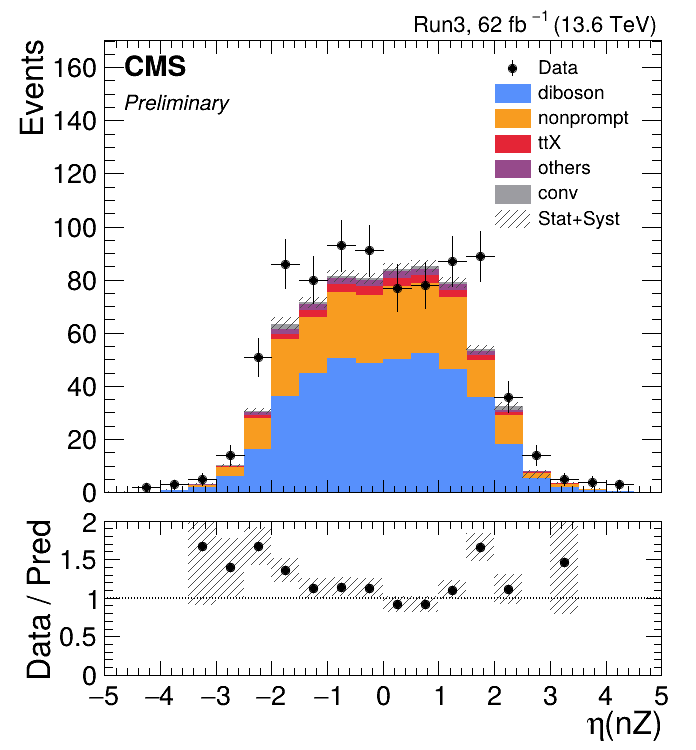 Run3, 62 fb⁻¹ (13.6 TeV)
CMS
Preliminary
Events
160
140
120
100
80
60
40
20
0
Data
diboson
nonprompt
ttX
others
conv
Stat+Syst
Data / Pred
2
1.5
1
0.5
0
−5 −4 −3 −2 −1 0 1 2 3 4 5
η(nZ)